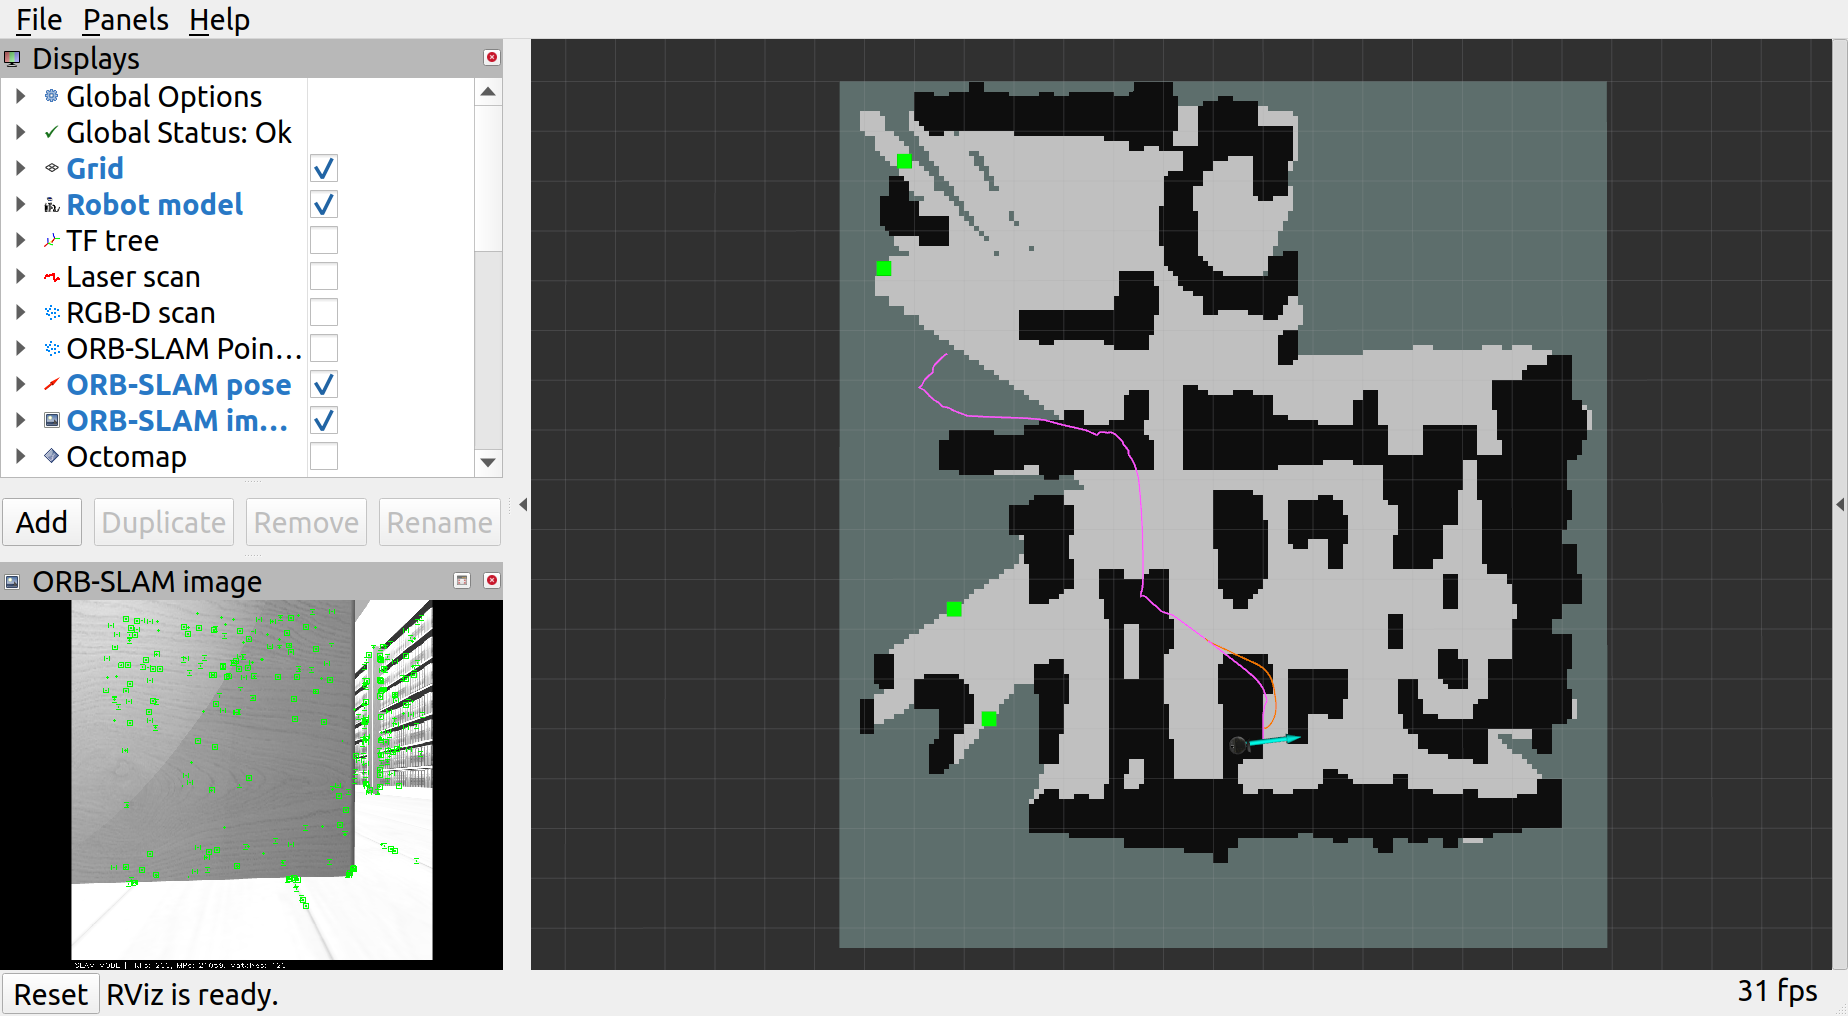 File Panels Help
Displays
Global Options
Global Status: Ok
Grid
Robot model
TF tree
Laser scan
RGB-D scan
ORB-SLAM Poin...
ORB-SLAM pose
ORB-SLAM im...
Octomap
Add Duplicate Remove Rename
ORB-SLAM image
SLAM MODE |
Reset RViz is ready. 31 fps